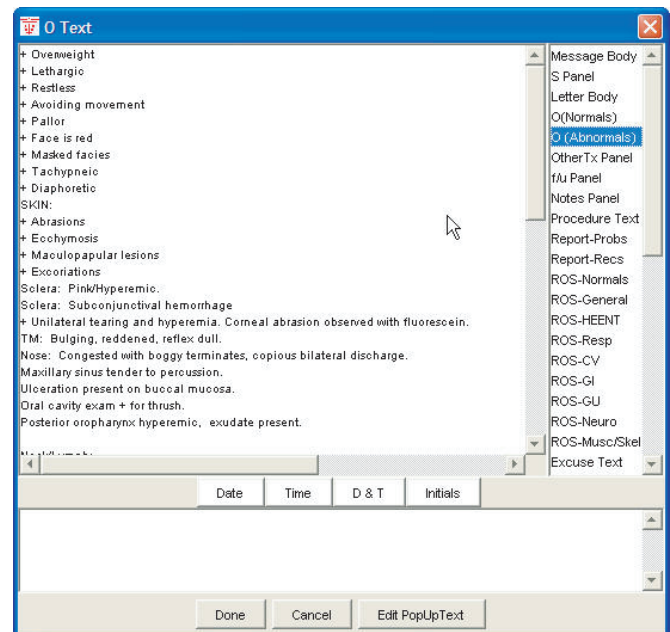 O Text
+ Overweight
+ Lethargic
+ Restless
+ Avoiding movement
+ Pallor
+ Face is red
+ Masked facies
+ Tachypneic
+ Diaphoretic
SKIN:
+ Abrasions
+ Ecchymosis
+ Maculopapular lesions
+ Excoriations
Sclera: Pink/Hyperemic.
Sclera: Subconjunctival hemorrhage
+ Unilateral tearing and hyperemia. Corneal abrasion observed with fluorescein.
TM: Bulging, reddened, reflex dull.
Nose: Congested with boggy terminates, copious bilateral discharge.
Maxillary sinus tender to percussion.
Ulceration present on buccal mucosa.
Oral cavity exam + for thrush.
Posterior oropharynx hyperemic, exudate present.
Message Body
S Panel
Letter Body
O(Normals)
O (Abnormals)
OtherTx Panel
f/u Panel
Notes Panel
Procedure Text
Report-Probs
Report-Recs
ROS-Normals
ROS-General
ROS-HEENT
ROS-Resp
ROS-CV
ROS-GI
ROS-GU
ROS-Neuro
ROS-Musc/Skel
Excuse Text
Date Time D & T Initials
Done Cancel Edit PopUpText